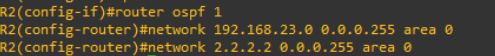 R2(config-if)#router ospf 1
R2(config-router)#network 192.168.23.0 0.0.0.255 area 0
R2(config-router)#network 2.2.2.2 0.0.0.255 area 0